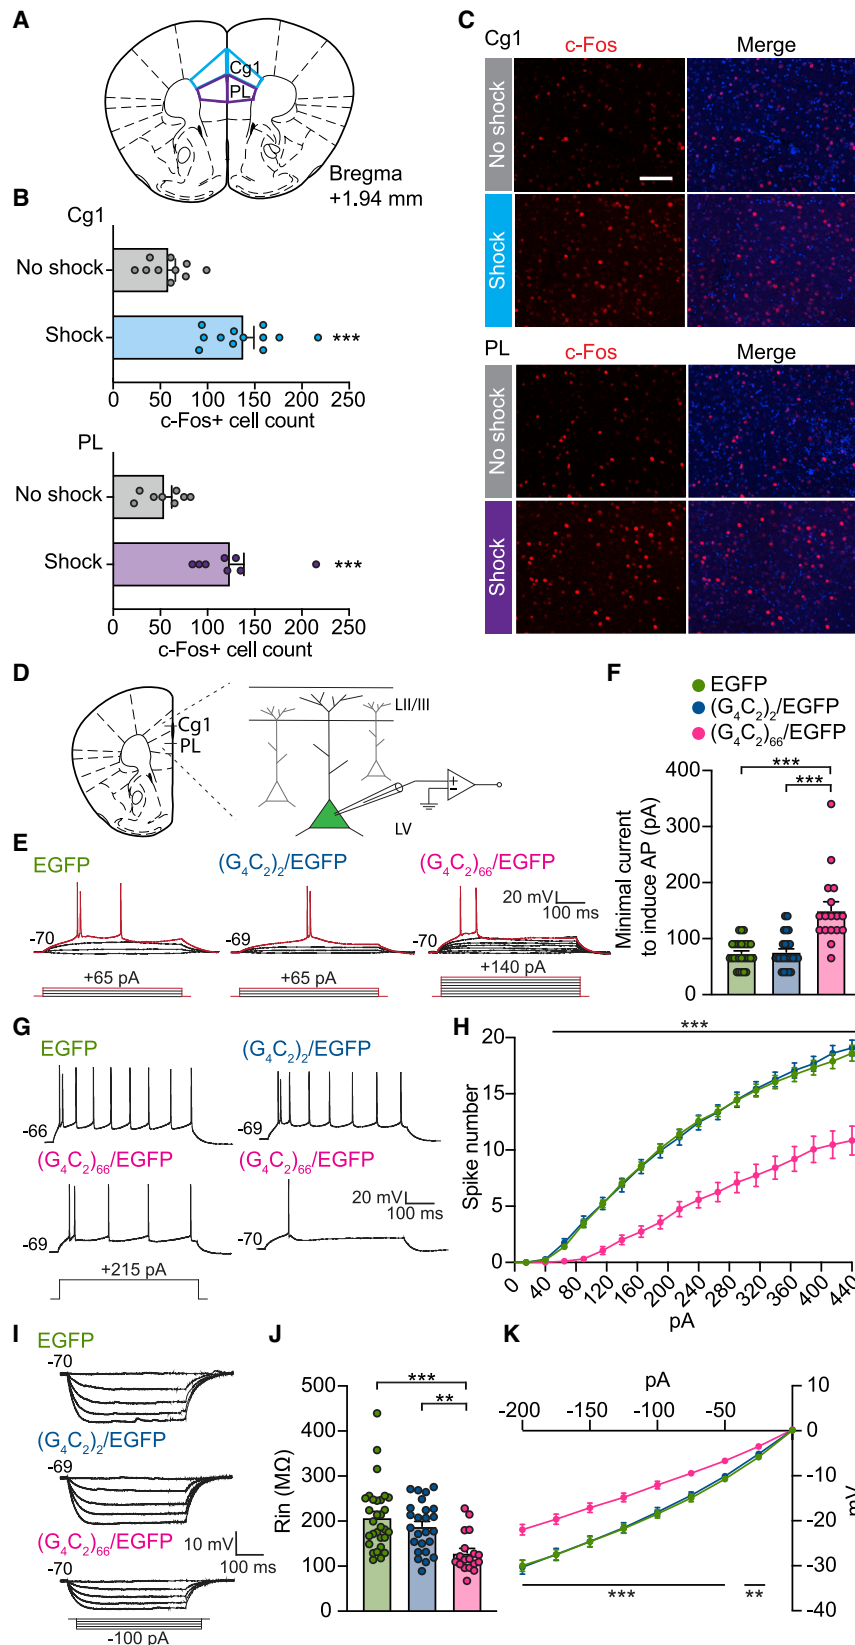 A
Cg1
PL
Bregma
+1.94 mm
B
Cg1
No shock
Shock
***
0 50 100 150 200 250
c-Fos+ cell count
PL
No shock
Shock
***
0 50 100 150 200 250
c-Fos+ cell count
C
Cg1
c-Fos Merge
No shock
Shock
PL
c-Fos Merge
No shock
Shock
D
Cg1
PL
LII/III
LV
E
EGFP
(G4C2)2/EGFP
(G4C2)66/EGFP
20 mV
100 ms
-70
-69
-70
+65 pA
+65 pA
+140 pA
F
EGFP
(G4C2)2/EGFP
(G4C2)66/EGFP
***
***
Minimal current
to induce AP (pA)
400
300
200
100
0
G
EGFP
(G4C2)2/EGFP
-66
-69
(G4C2)66/EGFP
(G4C2)66/EGFP
20 mV
100 ms
-69
-70
+215 pA
H
***
Spike number
20
15
10
5
0
0 40 80 120 160 200 240 280 320 360 400 440
pA
I
EGFP
-70
(G4C2)2/EGFP
-69
(G4C2)66/EGFP
10 mV
100 ms
-70
-100 pA
J
***
**
Rin (MΩ)
500
400
300
200
100
0
K
pA
-200 -150 -100 -50
10
0
-10
-20
-30
-40
mV
***
**